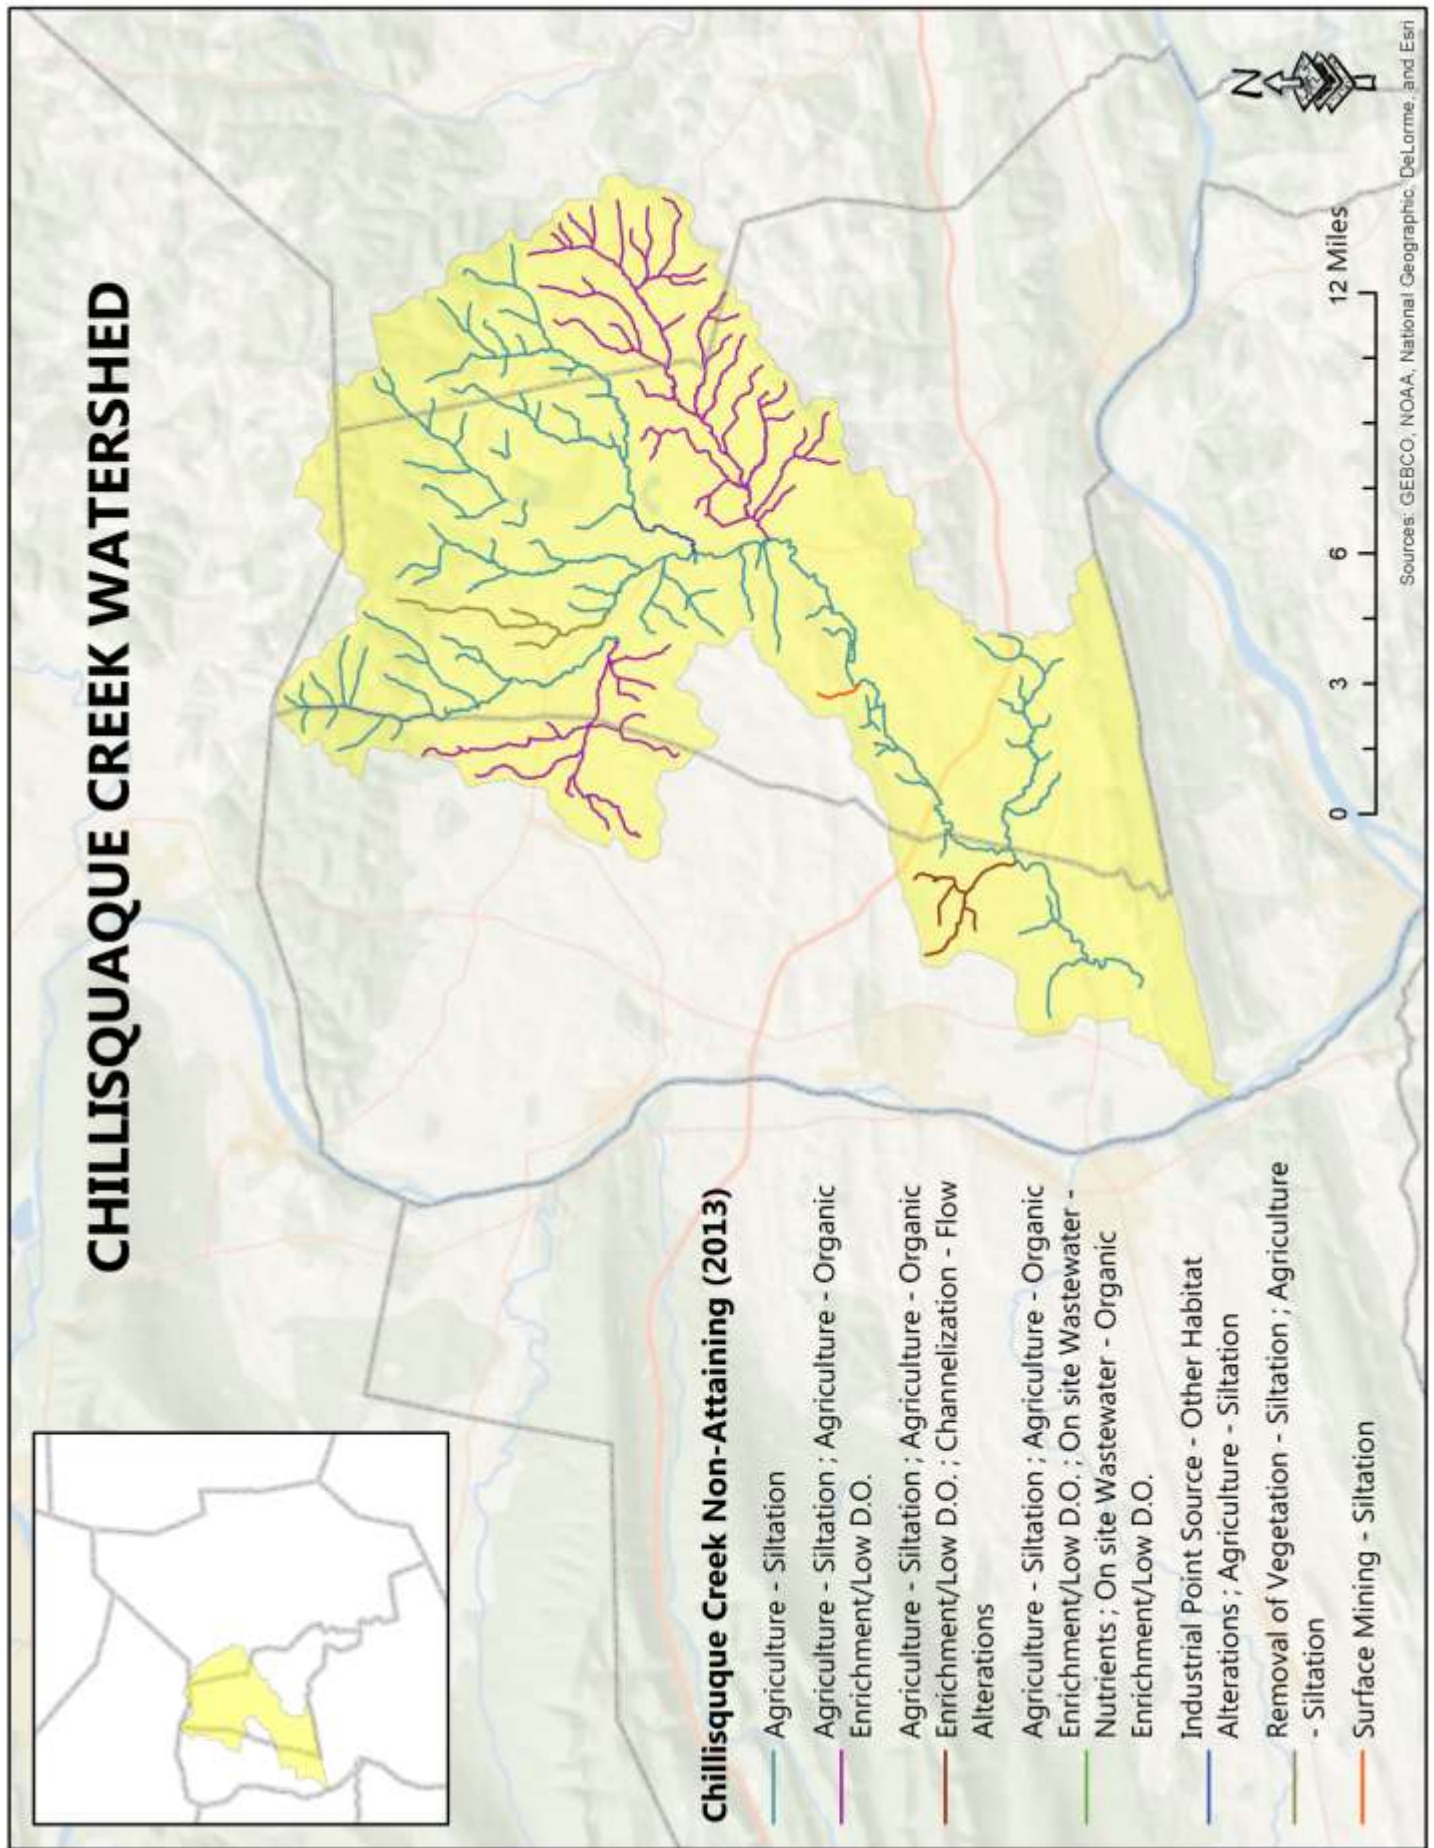 CHILLISQUAQUE CREEK WATERSHED
Chillisquque Creek Non-Attaining (2013)
Agriculture - Siltation
Agriculture - Siltation ; Agriculture - Organic
Enrichment/Low D.O.
Agriculture - Siltation ; Agriculture - Organic
Enrichment/Low D.O. ; Channelization - Flow
Alterations
Agriculture - Siltation ; Agriculture - Organic
Enrichment/Low D.O. ; On site Wastewater -
Nutrients ; On site Wastewater - Organic
Enrichment/Low D.O.
Industrial Point Source - Other Habitat
Alterations ; Agriculture - Siltation
Removal of Vegetation - Siltation ; Agriculture
- Siltation
Surface Mining - Siltation
0 3 6 12 Miles
N
Sources: GEBCO, NOAA, National Geographic, DeLorme, and Esri